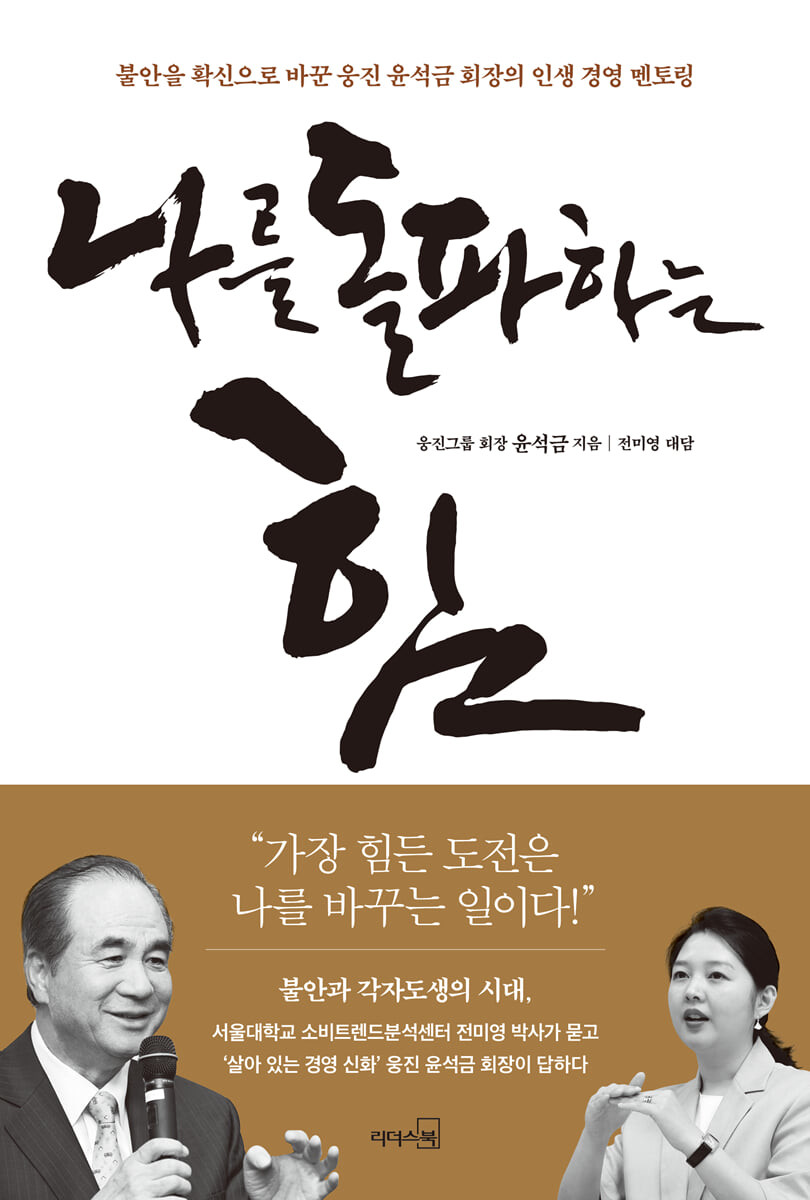 불안을 확신으로 바꾼 웅진 윤석금 회장의 인생 경영 멘토링
나를 돌파하는
힘
웅진그룹 회장 윤석금 지음 | 전미영 대담
“가장 힘든 도전은
나를 바꾸는 일이다!”
불안과 각자도생의 시대,
서울대학교 소비트렌드분석센터 전미영 박사가 묻고
‘살아 있는 경영 신화’ 웅진 윤석금 회장이 답하다
리더스북